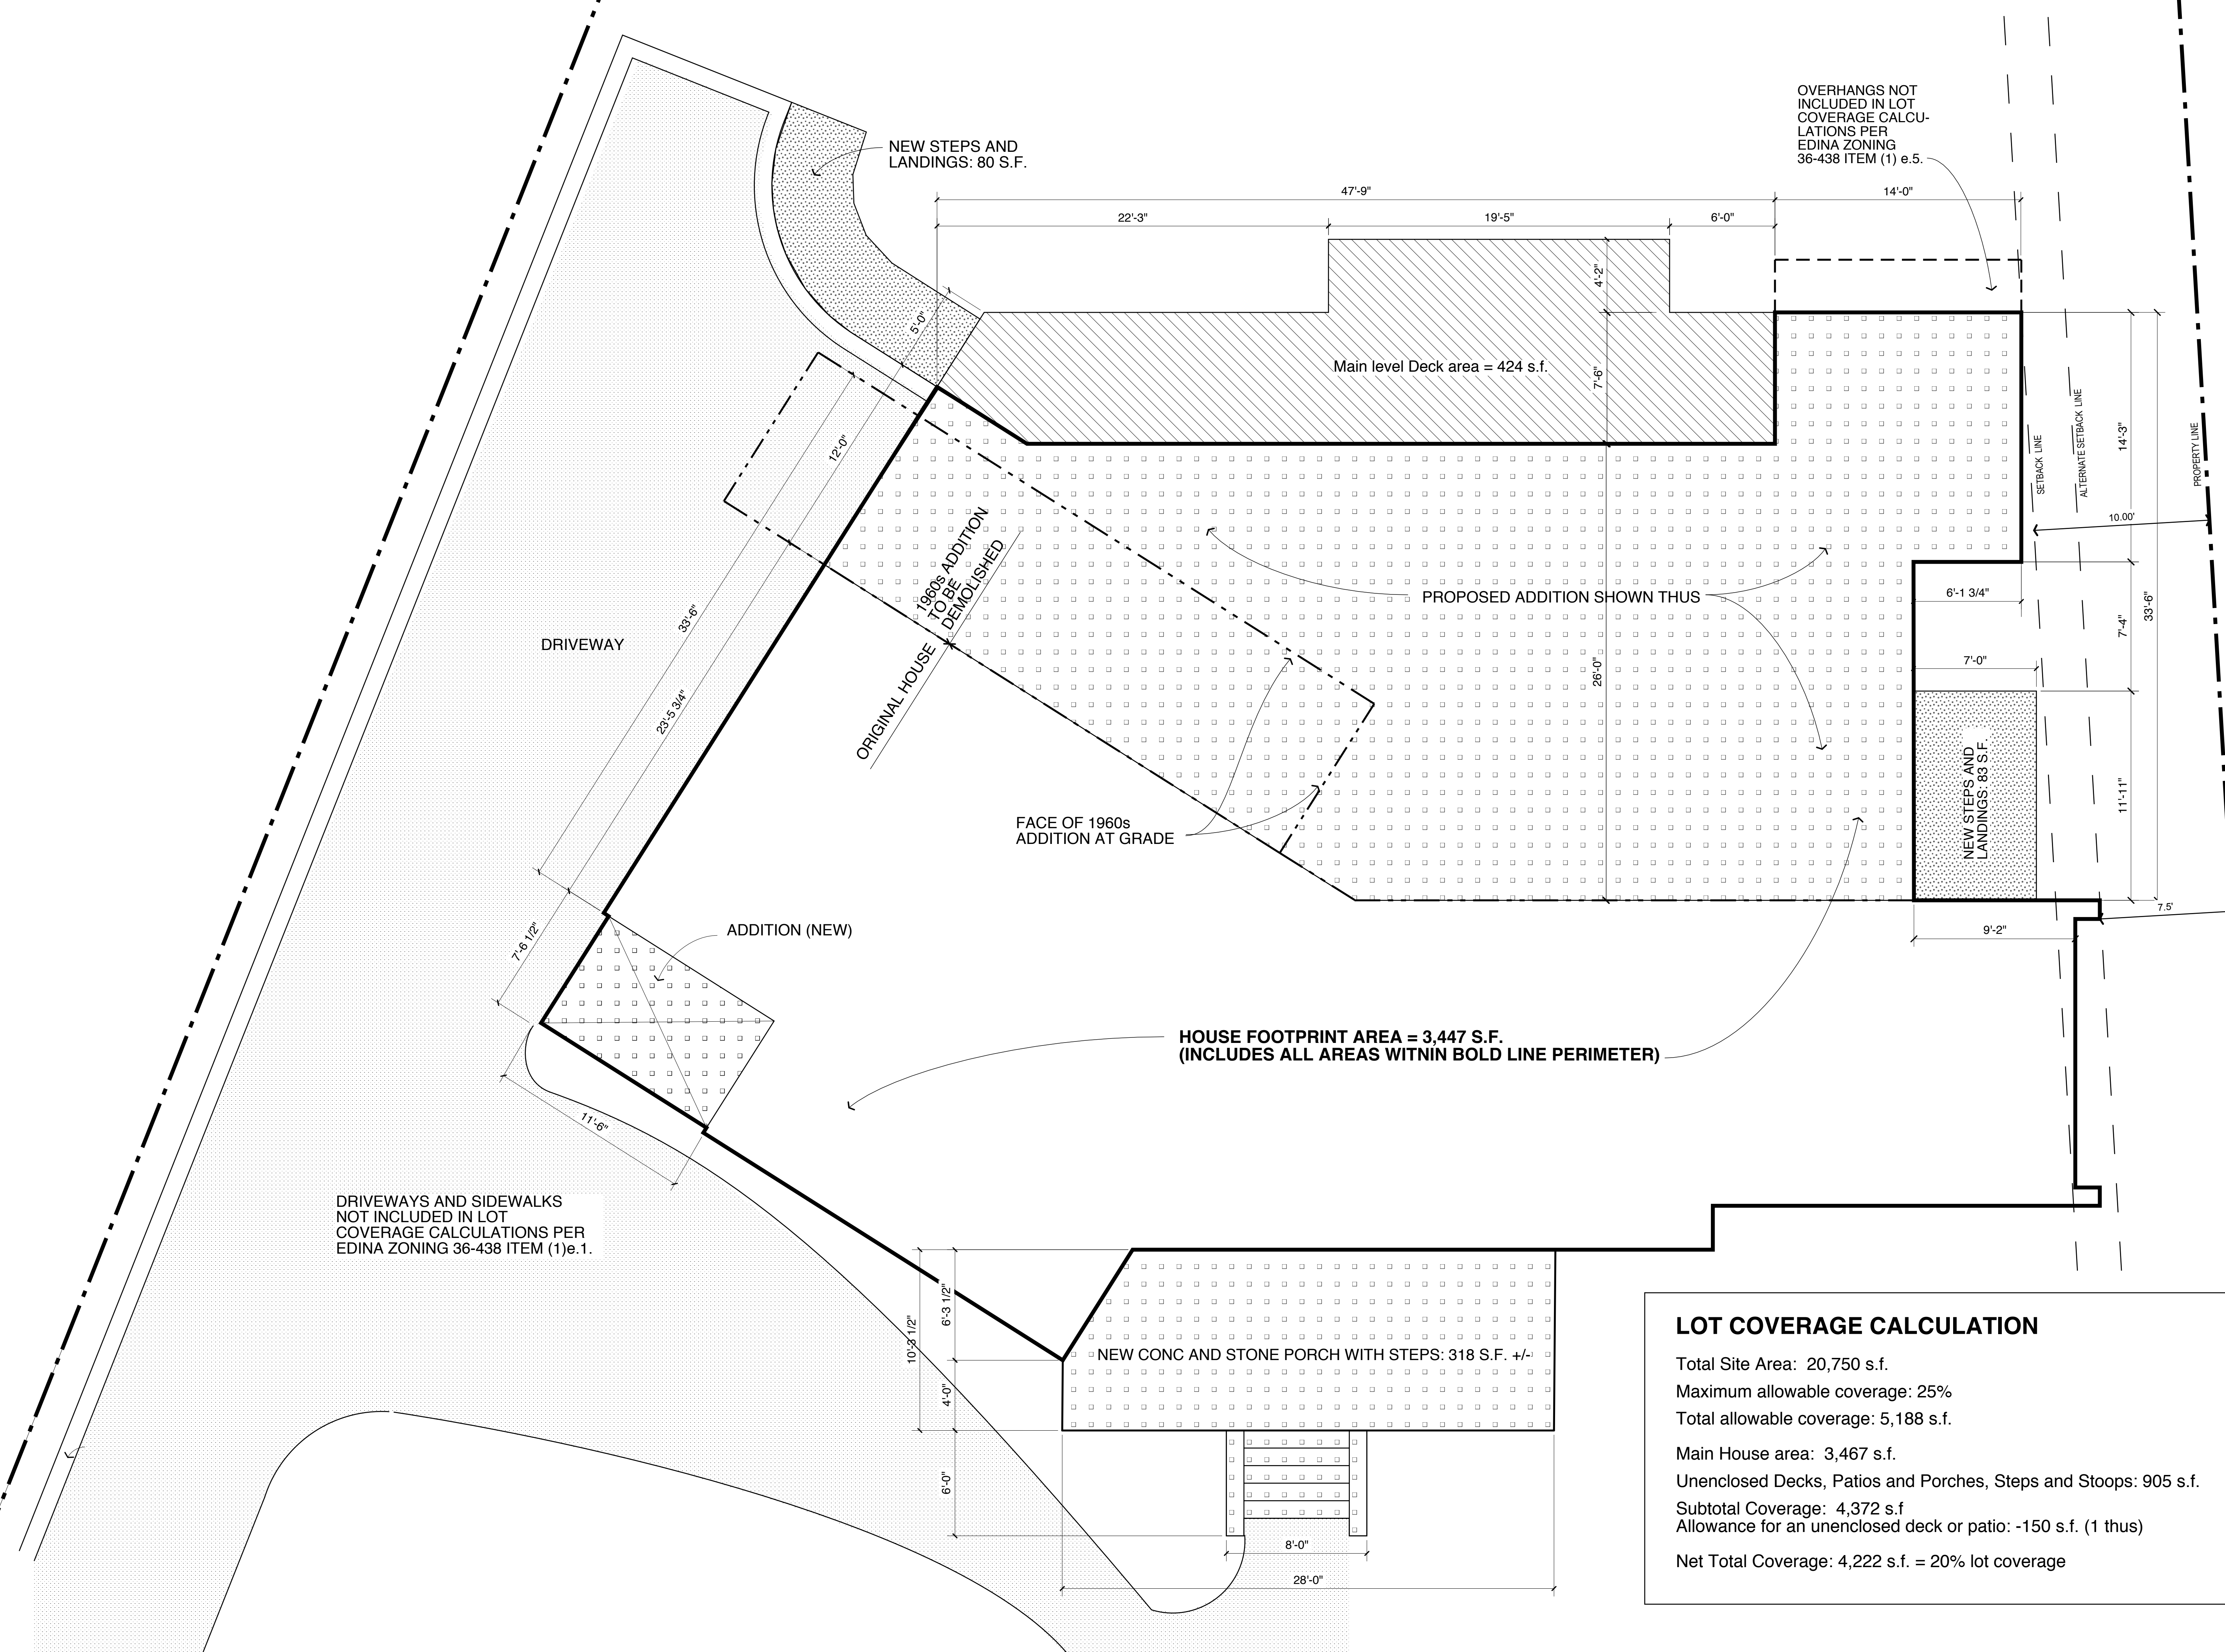 OVERHANGS NOT
INCLUDED IN LOT
COVERAGE CALCU-
LATIONS PER
EDINA ZONING
36-438 ITEM (1) e.5.
NEW STEPS AND
LANDINGS: 80 S.F.
47'-9"
14'-0"
22'-3"
19'-5"
6'-0"
4'-2"
5'-0"
Main level Deck area = 424 s.f.
7'-6"
12'-0"
14'-3"
SETBACK LINE
ALTERNATE SETBACK LINE
PROPERTY LINE
10.00'
1960s ADDITION
TO BE
DEMOLISHED
ORIGINAL HOUSE
PROPOSED ADDITION SHOWN THUS
6'-1 3/4"
7'-4"
33'-6"
33'-6"
DRIVEWAY
26'-0"
7'-0"
23'-5 3/4"
NEW STEPS AND
LANDINGS: 83 S.F.
11'-11"
FACE OF 1960s
ADDITION AT GRADE
7.5'
9'-2"
ADDITION (NEW)
7'-6 1/2"
HOUSE FOOTPRINT AREA = 3,447 S.F.
(INCLUDES ALL AREAS WITNIN BOLD LINE PERIMETER)
11'-6"
DRIVEWAYS AND SIDEWALKS
NOT INCLUDED IN LOT
COVERAGE CALCULATIONS PER
EDINA ZONING 36-438 ITEM (1)e.1.
6'-3 1/2"
10'-3 1/2"
NEW CONC AND STONE PORCH WITH STEPS: 318 S.F. +/-
4'-0"
6'-0"
8'-0"
28'-0"
LOT COVERAGE CALCULATION
Total Site Area: 20,750 s.f.
Maximum allowable coverage: 25%
Total allowable coverage: 5,188 s.f.
Main House area: 3,467 s.f.
Unenclosed Decks, Patios and Porches, Steps and Stoops: 905 s.f.
Subtotal Coverage: 4,372 s.f
Allowance for an unenclosed deck or patio: -150 s.f. (1 thus)
Net Total Coverage: 4,222 s.f. = 20% lot coverage